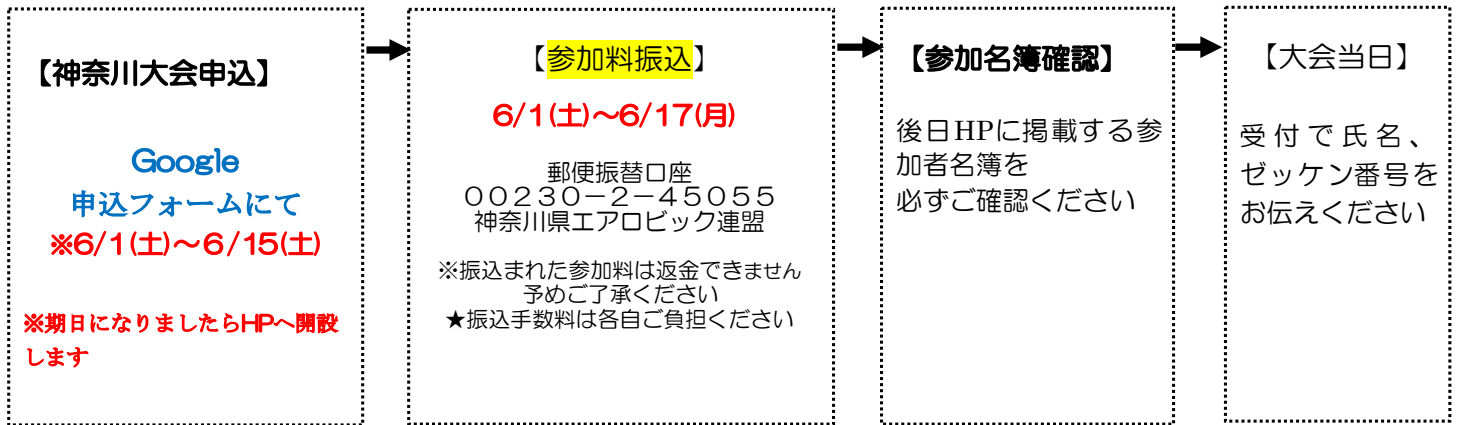 【神奈川大会申込】
Google
申込フォームにて
※6/1(土)～6/15(土)
※期日になりましたらHPへ開設
します
【参加料振込】
6/1(土)～6/17(月)
郵便振替口座
００２３０－２－４５０５５
神奈川県エアロビック連盟
※振込まれた参加料は返金できません
予めご了承ください
★振込手数料は各自ご負担ください
【参加名簿確認】
後日HPに掲載する参
加者名簿を
必ずご確認ください
【大会当日】
受付で氏名、
ゼッケン番号を
お伝えください